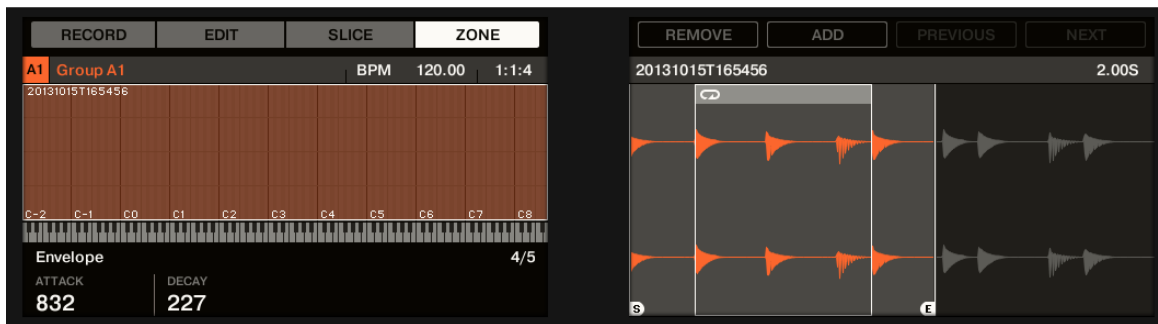 RECORD EDIT SLICE ZONE
A1 Group A1 BPM 120.00 1:1:4
20131015T165456
C-2 C-1 C0 C1 C2 C3 C4 C5 C6 C7 C8
Envelope 4/5
ATTACK DECAY
832 227
REMOVE ADD PREVIOUS NEXT
20131015T165456 2.00S
S E